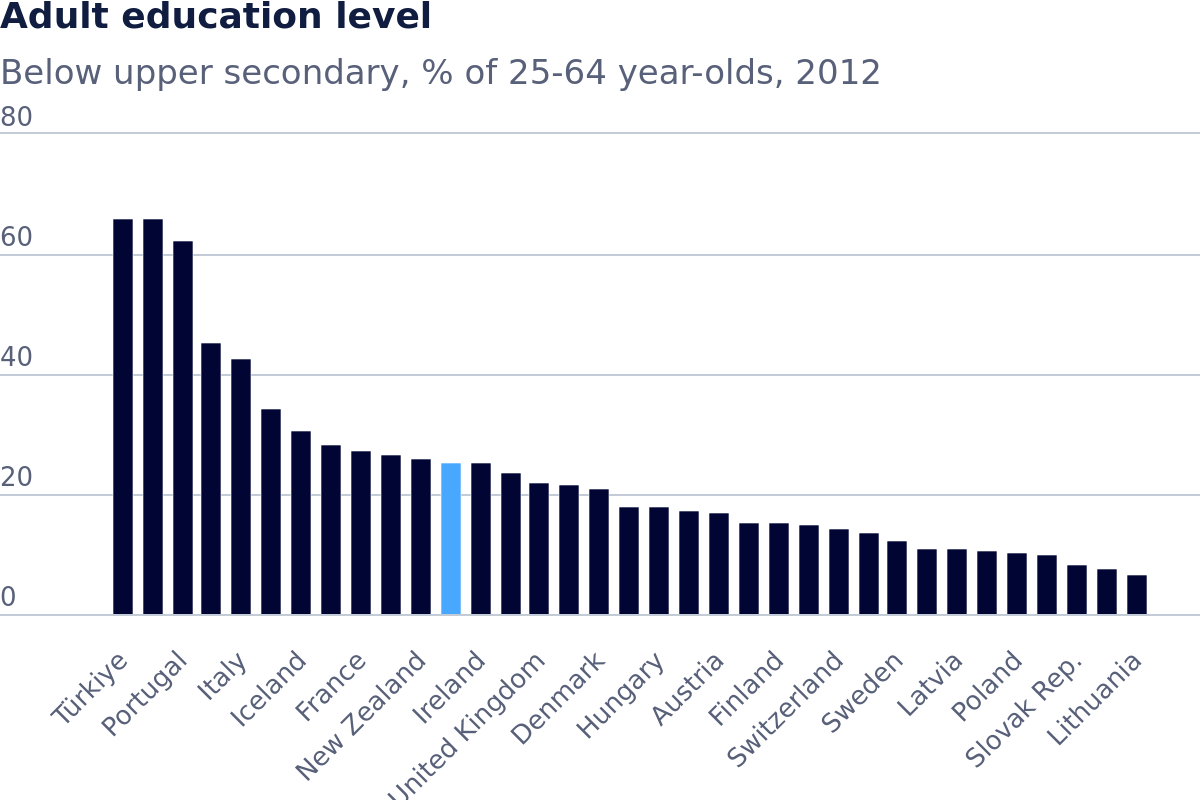 Adult education level
Below upper secondary, % of 25-64 year-olds, 2012
80
60
40
20
0
Türkiye
Portugal
Italy
Iceland
France
New Zealand
Ireland
United Kingdom
Denmark
Hungary
Austria
Finland
Switzerland
Sweden
Latvia
Poland
Slovak Rep.
Lithuania